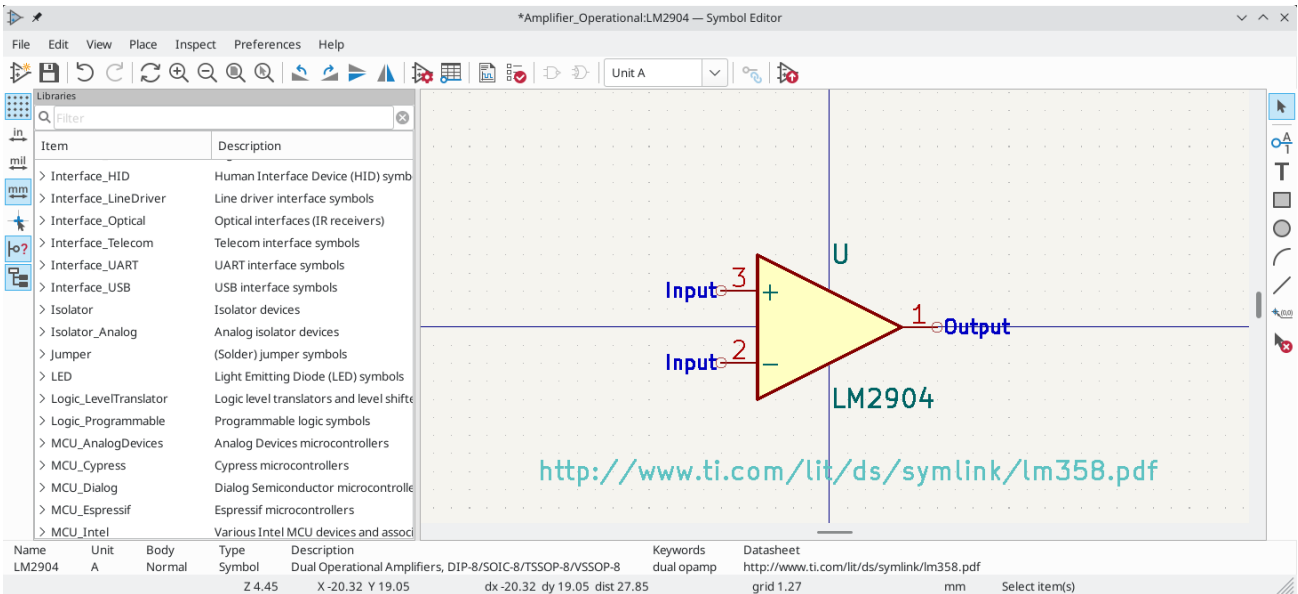 *Amplifier_Operational:LM2904 — Symbol Editor
File Edit View Place Inspect Preferences Help
Unit A
Libraries
in
Filter
Item Description
mil
Interface_HID Human Interface Device (HID) symb
mm
Interface_LineDriver Line driver interface symbols
Interface_Optical Optical interfaces (IR receivers)
Interface_Telecom Telecom interface symbols
Interface_UART UART interface symbols
Interface_USB USB interface symbols
Isolator Isolator devices
Isolator_Analog Analog isolator devices
Jumper (Solder) jumper symbols
LED Light Emitting Diode (LED) symbols
Logic_LevelTranslator Logic level translators and level shifte
Logic_Programmable Programmable logic symbols
MCU_AnalogDevices Analog Devices microcontrollers
MCU_Cypress Cypress microcontrollers
MCU_Dialog Dialog Semiconductor microcontrolle
MCU_Espressif Espressif microcontrollers
MCU_Intel Various Intel MCU devices and associ
U
Input 3 +
1 Output
Input 2 −
LM2904
http://www.ti.com/lit/ds/symlink/lm358.pdf
A
1
T
(0,0)
Name Unit Body Type Description Keywords Datasheet
LM2904 A Normal Symbol Dual Operational Amplifiers, DIP-8/SOIC-8/TSSOP-8/VSSOP-8 dual opamp http://www.ti.com/lit/ds/symlink/lm358.pdf
Z 4.45 X -20.32 Y 19.05 dx -20.32 dy 19.05 dist 27.85 grid 1.27 mm Select item(s)